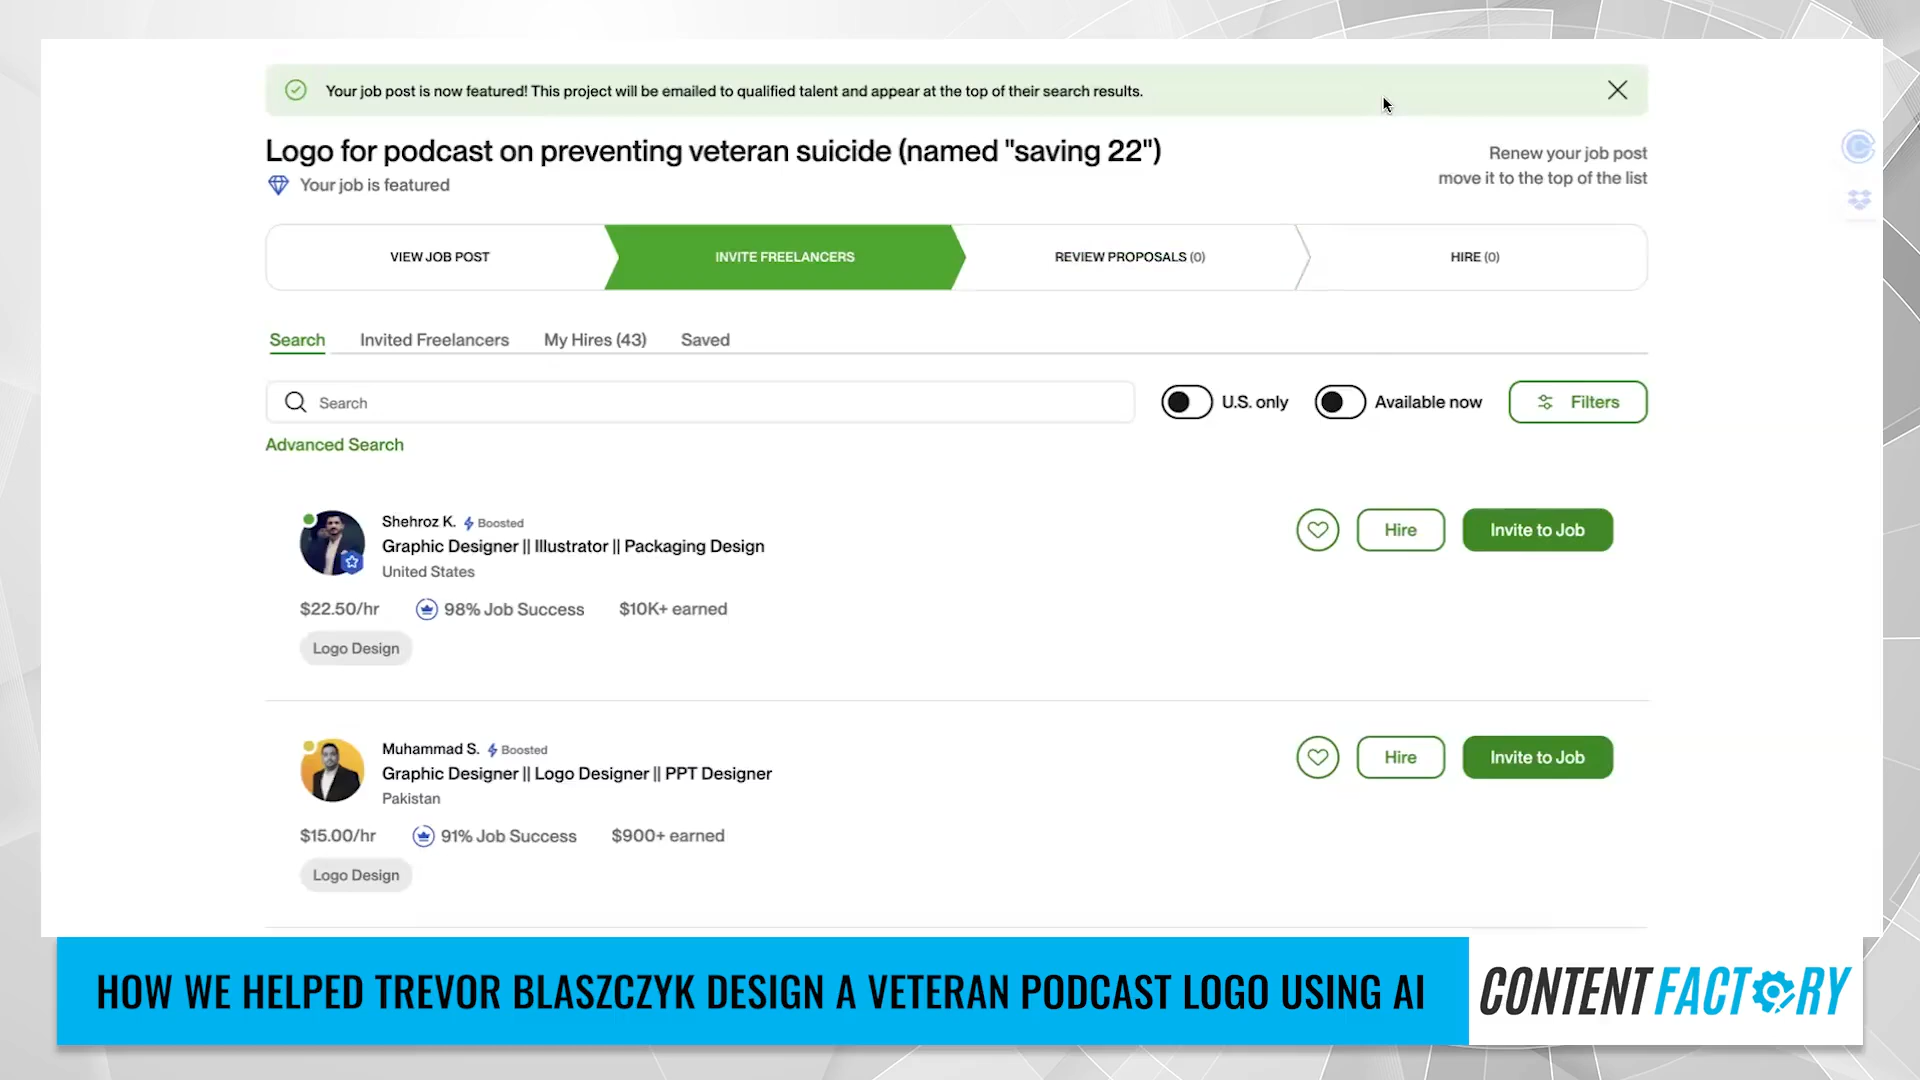 Your job post is now featured! This project will be emailed to qualified talent and appear at the top of their search results.
Logo for podcast on preventing veteran suicide (named "saving 22")
Your job is featured
Renew your job post
move it to the top of the list
VIEW JOB POST
INVITE FREELANCERS
REVIEW PROPOSALS (0)
HIRE (0)
Search
Invited Freelancers
My Hires (43)
Saved
Search
U.S. only
Available now
Filters
Advanced Search
Shehroz K. Boosted
Graphic Designer || Illustrator || Packaging Design
United States
Hire
Invite to Job
$22.50/hr
98% Job Success
$10K+ earned
Logo Design
Muhammad S. Boosted
Graphic Designer || Logo Designer || PPT Designer
Pakistan
Hire
Invite to Job
$15.00/hr
91% Job Success
$900+ earned
Logo Design
HOW WE HELPED TREVOR BLASZCZYK DESIGN A VETERAN PODCAST LOGO USING AI
CONTENT FACTORY